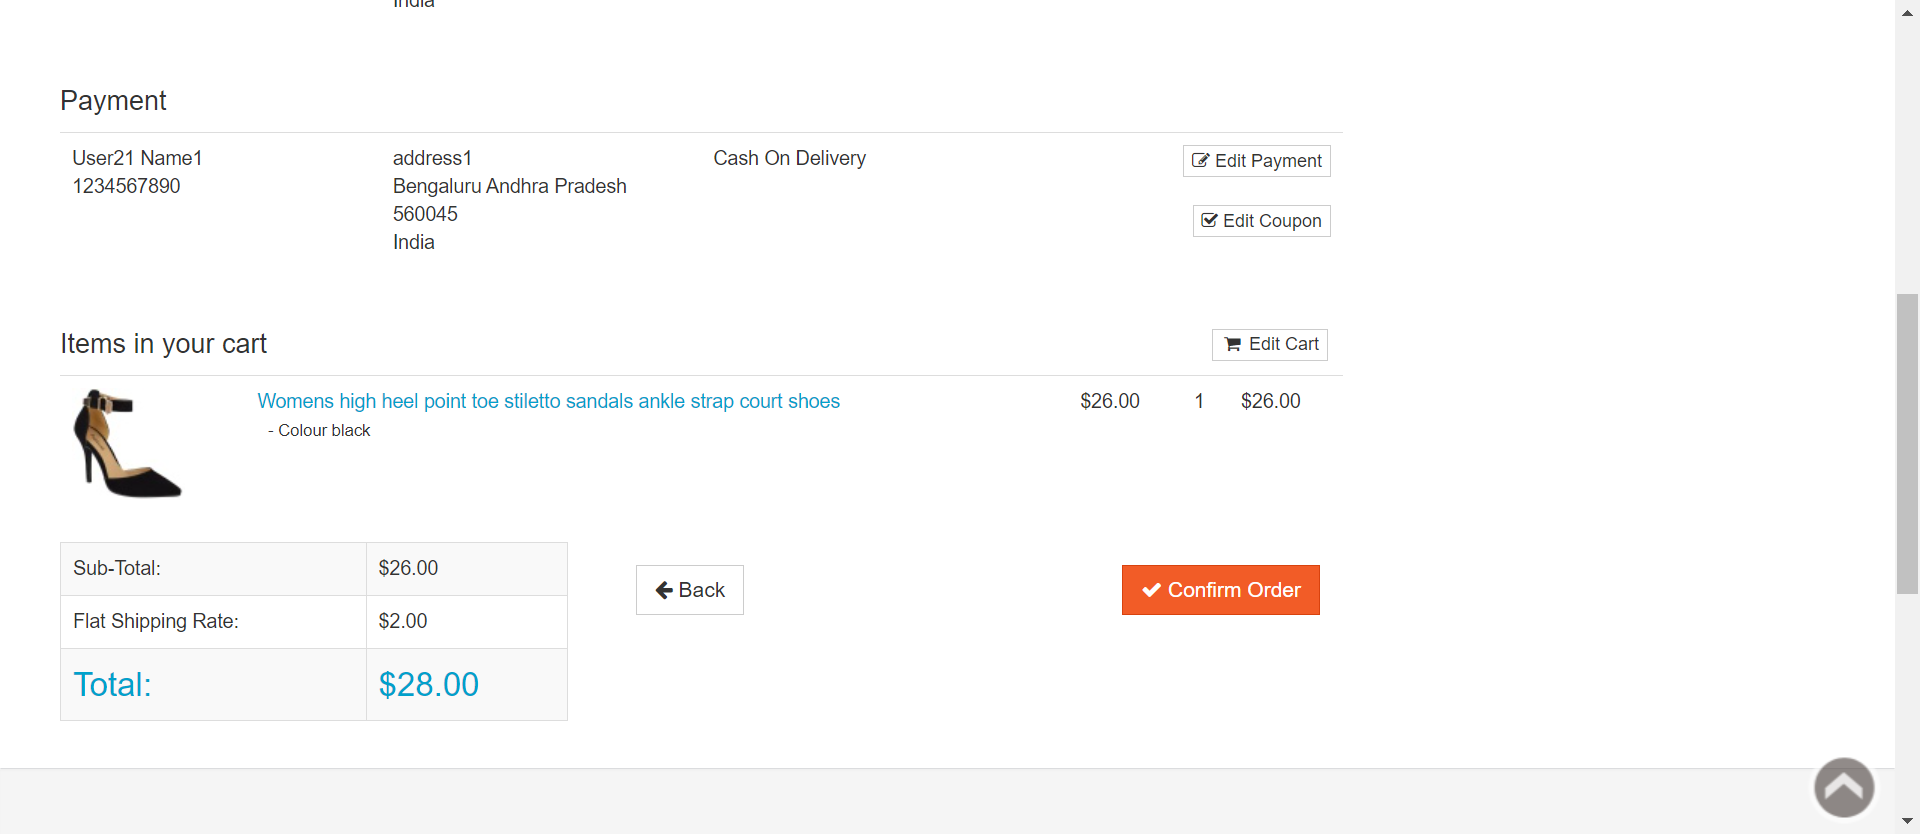 India
Payment
User21 Name1
1234567890
address1
Bengaluru Andhra Pradesh
560045
India
Cash On Delivery
Edit Payment
Edit Coupon
Items in your cart
Edit Cart
Womens high heel point toe stiletto sandals ankle strap court shoes
- Colour black
$26.00 1 $26.00
Sub-Total: $26.00
Flat Shipping Rate: $2.00
Total: $28.00
Back
Confirm Order